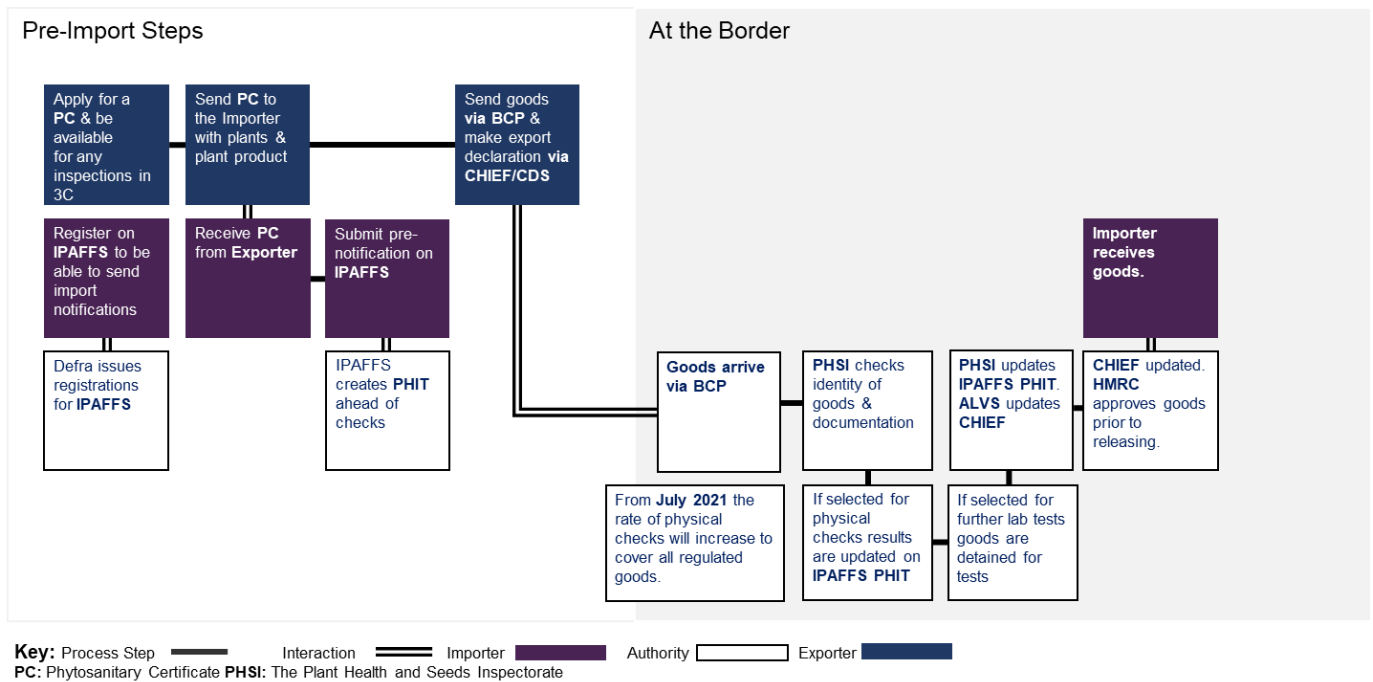 Pre-Import Steps
At the Border
Apply for a
PC & be
available
for any
inspections in
3C
Send PC to
the Importer
with plants &
plant product
Send goods
via BCP &
make export
declaration via
CHIEF/CDS
Register on
IPAFFS to be
able to send
import
notifications
Receive PC
from Exporter
Submit pre-
notification on
IPAFFS
Importer
receives
goods.
Defra issues
registrations
for IPAFFS
IPAFFS
creates PHIT
ahead of
checks
Goods arrive
via BCP
PHSI checks
identity of
goods &
documentation
PHSI updates
IPAFFS PHIT.
ALVS updates
CHIEF
CHIEF updated.
HMRC
approves goods
prior to
releasing.
From July 2021 the
rate of physical
checks will increase to
cover all regulated
goods.
If selected for
physical
checks results
are updated on
IPAFFS PHIT
If selected for
further lab tests
goods are
detained for
tests
Key: Process Step Interaction Importer Authority Exporter
PC: Phytosanitary Certificate PHSI: The Plant Health and Seeds Inspectorate